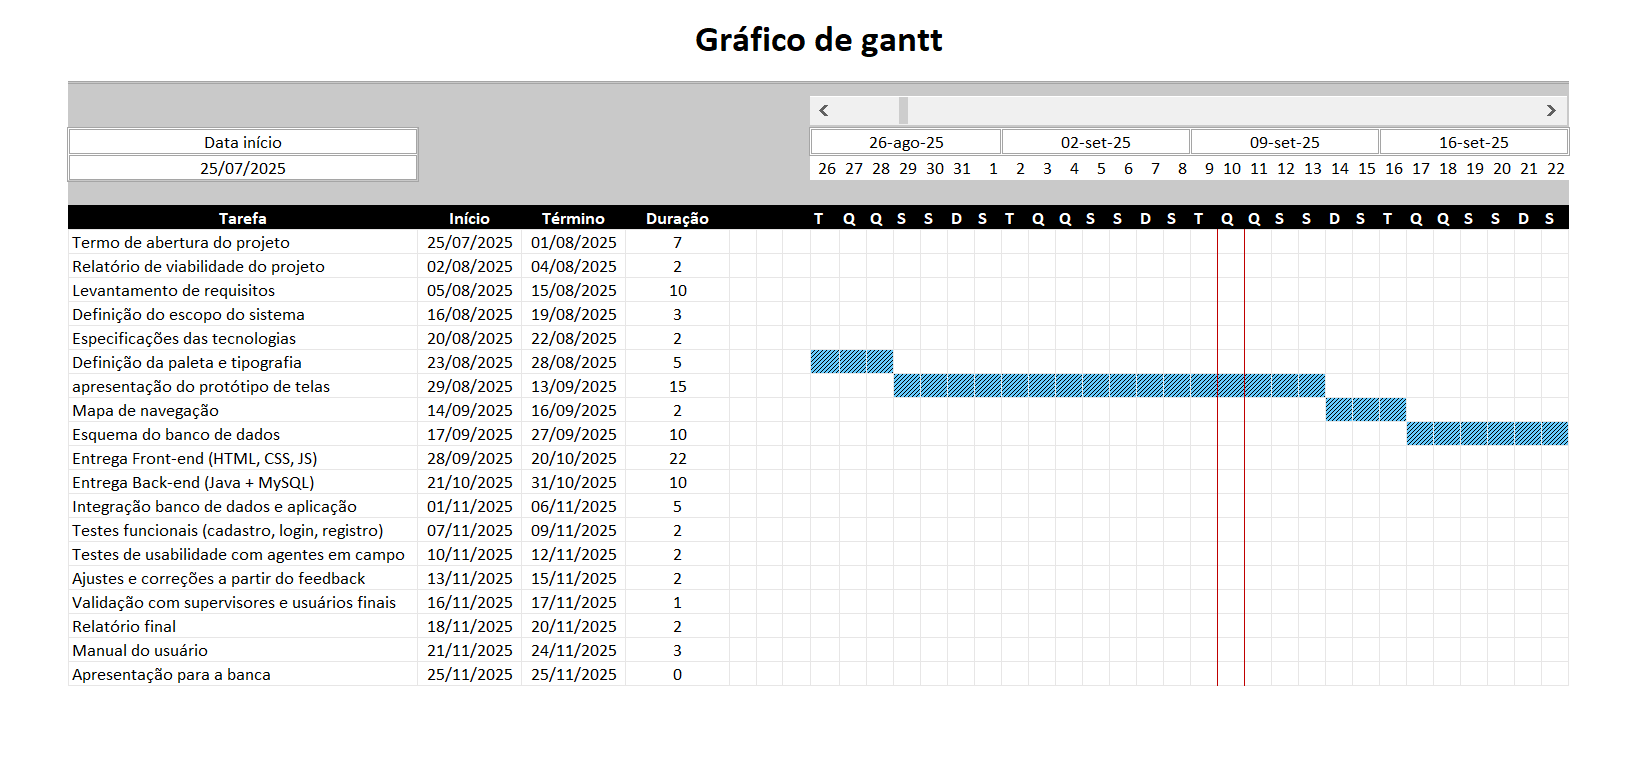 Gráfico de gantt
Data início
26-ago-25 02-set-25 09-set-25 16-set-25
25/07/2025
26 27 28 29 30 31 1 2 3 4 5 6 7 8 9 10 11 12 13 14 15 16 17 18 19 20 21 22
Tarefa Início Término Duração T Q Q S S D S T Q Q S S D S T Q Q S S D S T Q Q S S D S
Termo de abertura do projeto 25/07/2025 01/08/2025 7
Relatório de viabilidade do projeto 02/08/2025 04/08/2025 2
Levantamento de requisitos 05/08/2025 15/08/2025 10
Definição do escopo do sistema 16/08/2025 19/08/2025 3
Especificações das tecnologias 20/08/2025 22/08/2025 2
Definição da paleta e tipografia 23/08/2025 28/08/2025 5
apresentação do protótipo de telas 29/08/2025 13/09/2025 15
Mapa de navegação 14/09/2025 16/09/2025 2
Esquema do banco de dados 17/09/2025 27/09/2025 10
Entrega Front-end (HTML, CSS, JS) 28/09/2025 20/10/2025 22
Entrega Back-end (Java + MySQL) 21/10/2025 31/10/2025 10
Integração banco de dados e aplicação 01/11/2025 06/11/2025 5
Testes funcionais (cadastro, login, registro) 07/11/2025 09/11/2025 2
Testes de usabilidade com agentes em campo 10/11/2025 12/11/2025 2
Ajustes e correções a partir do feedback 13/11/2025 15/11/2025 2
Validação com supervisores e usuários finais 16/11/2025 17/11/2025 1
Relatório final 18/11/2025 20/11/2025 2
Manual do usuário 21/11/2025 24/11/2025 3
Apresentação para a banca 25/11/2025 25/11/2025 0